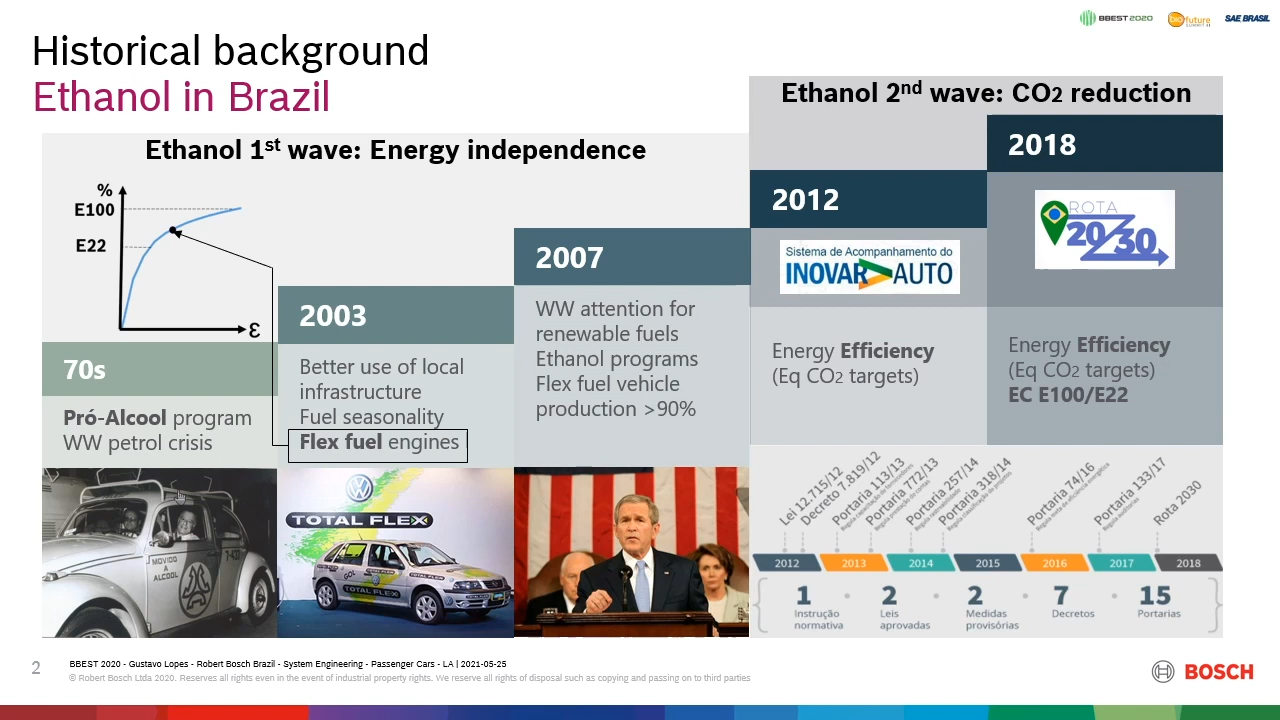 BBEST 2020
biofuture
SUMMIT II
SAE BRASIL
Historical background
Ethanol in Brazil
Ethanol 1st wave: Energy independence
%
E100
E22
ε
70s
Pró-Alcool program
WW petrol crisis
2003
Better use of local
infrastructure
Fuel seasonality
Flex fuel engines
2007
WW attention for
renewable fuels
Ethanol programs
Flex fuel vehicle
production >90%
Ethanol 2nd wave: CO2 reduction
2012
Sistema de Acompanhamento do
INOVAR AUTO
Energy Efficiency
(Eq CO2 targets)
2018
ROTA
2030
Energy Efficiency
(Eq CO2 targets)
EC E100/E22
MOVIDO
A
ALCOOL
TOTAL FLEX
GOL
TOTAL FLEX
Lei 12.715/12
Decreto 7.819/12
Portaria 113/13
Portaria 772/13
Portaria 257/14
Portaria 318/14
Portaria 74/16
Portaria 133/17
Rota 2030
2012
2013
2014
2015
2016
2017
2018
1
Instrução
normativa
2
Leis
aprovadas
2
Medidas
provisórias
7
Decretos
15
Portarias
2
BBEST 2020 - Gustavo Lopes - Robert Bosch Brazil - System Engineering - Passenger Cars - LA | 2021-05-25
© Robert Bosch Ltda 2020. Reserves all rights even in the event of industrial property rights. We reserve all rights of disposal such as copying and passing on to third parties
BOSCH